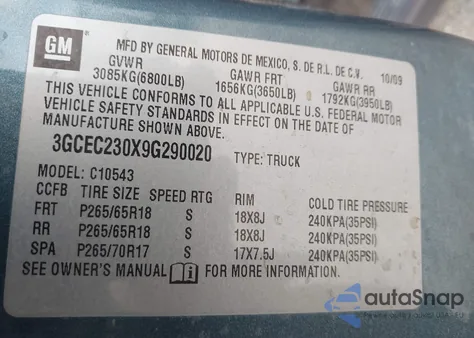 GM
MFD BY GENERAL MOTORS DE MEXICO, S. DE R.L. DE C.V. 10/09
GVWR GAWR FRT GAWR RR
3085KG(6800LB) 1656KG(3650LB) 1792KG(3950LB)
THIS VEHICLE CONFORMS TO ALL APPLICABLE U.S. FEDERAL MOTOR
VEHICLE SAFETY STANDARDS IN EFFECT ON THE DATE OF
MANUFACTURE SHOWN ABOVE.
3GCEC230X9G290020 TYPE: TRUCK
MODEL: C10543
CCFB TIRE SIZE SPEED RTG RIM COLD TIRE PRESSURE
FRT P265/65R18 S 18X8J 240KPA(35PSI)
RR P265/65R18 S 18X8J 240KPA(35PSI)
SPA P265/70R17 S 17X7.5J 240KPA(35PSI)
SEE OWNER'S MANUAL FOR MORE INFORMATION.
autoSnap